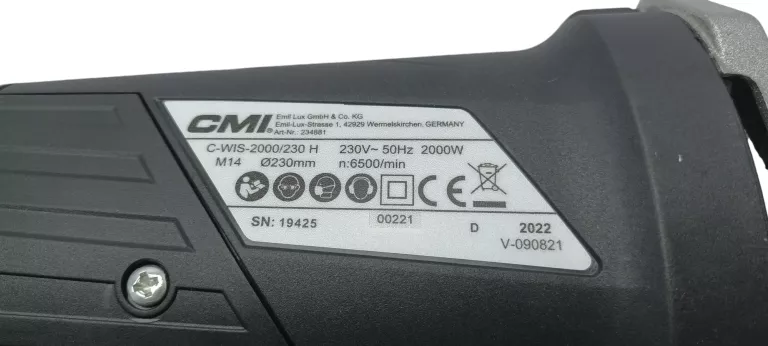 CMI® Emil Lux GmbH & Co. KG
Emil-Lux-Strasse 1, 42929 Wermelskirchen, GERMANY
Art-Nr. 234881
C-WIS-2000/230 H 230V~ 50Hz 2000W
M14 Ø230mm n:6500/min
CE
SN: 19425 00221 D 2022
V-090821